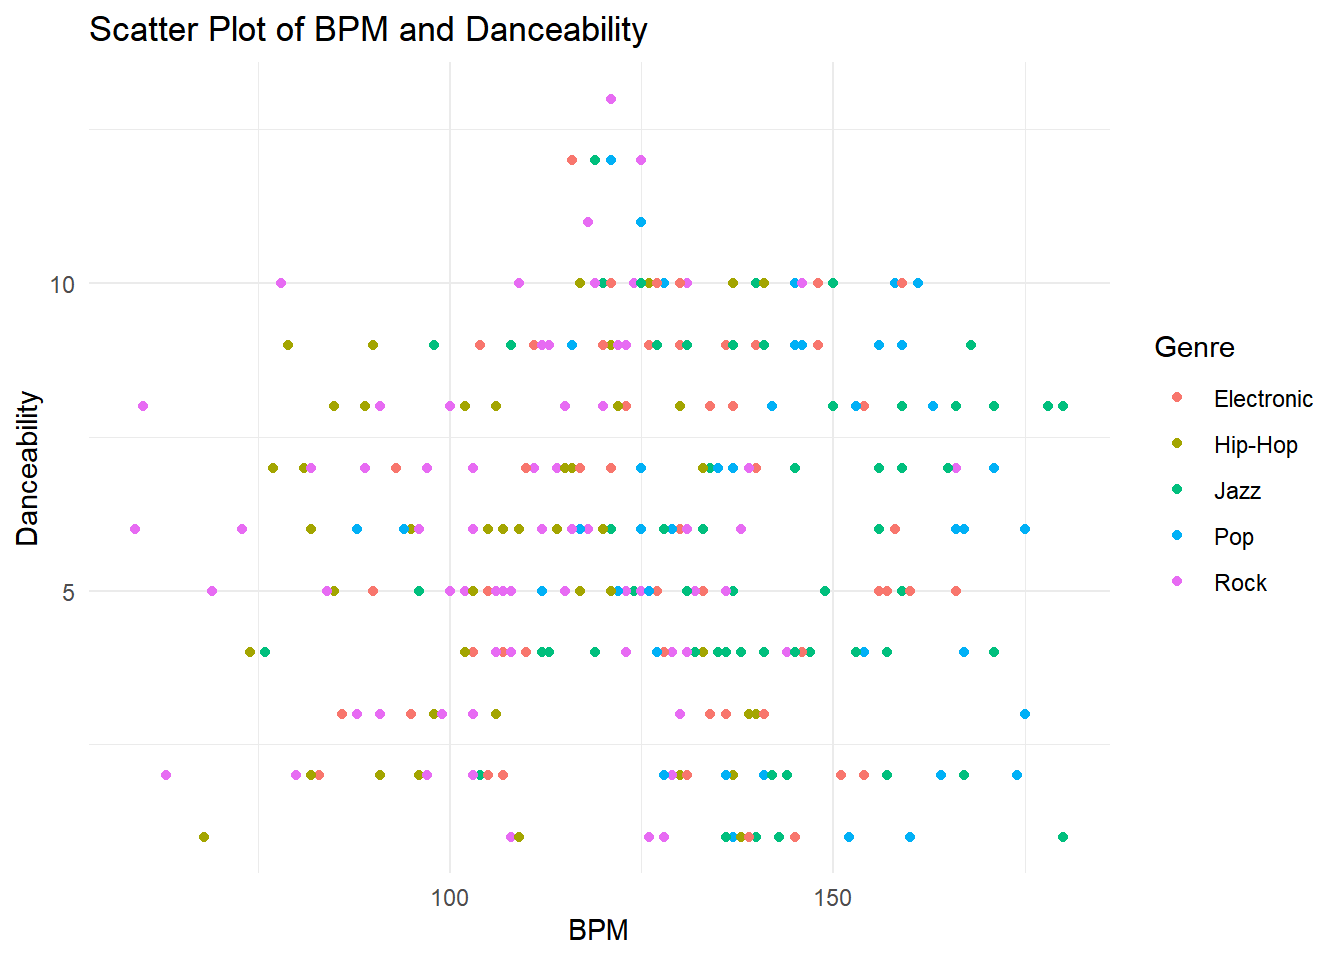 Scatter Plot of BPM and Danceability
10
5
Danceability
100
150
BPM
Genre
Electronic
Hip-Hop
Jazz
Pop
Rock